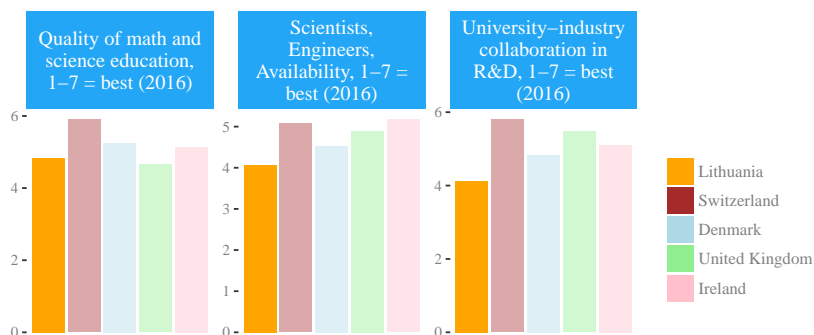 Quality of math and
science education,
1–7 = best (2016)
Scientists,
Engineers,
Availability, 1–7 =
best (2016)
University–industry
collaboration in
R&D, 1–7 = best
(2016)
6
4
2
0
5
4
3
2
1
0
6
4
2
0
Lithuania
Switzerland
Denmark
United Kingdom
Ireland